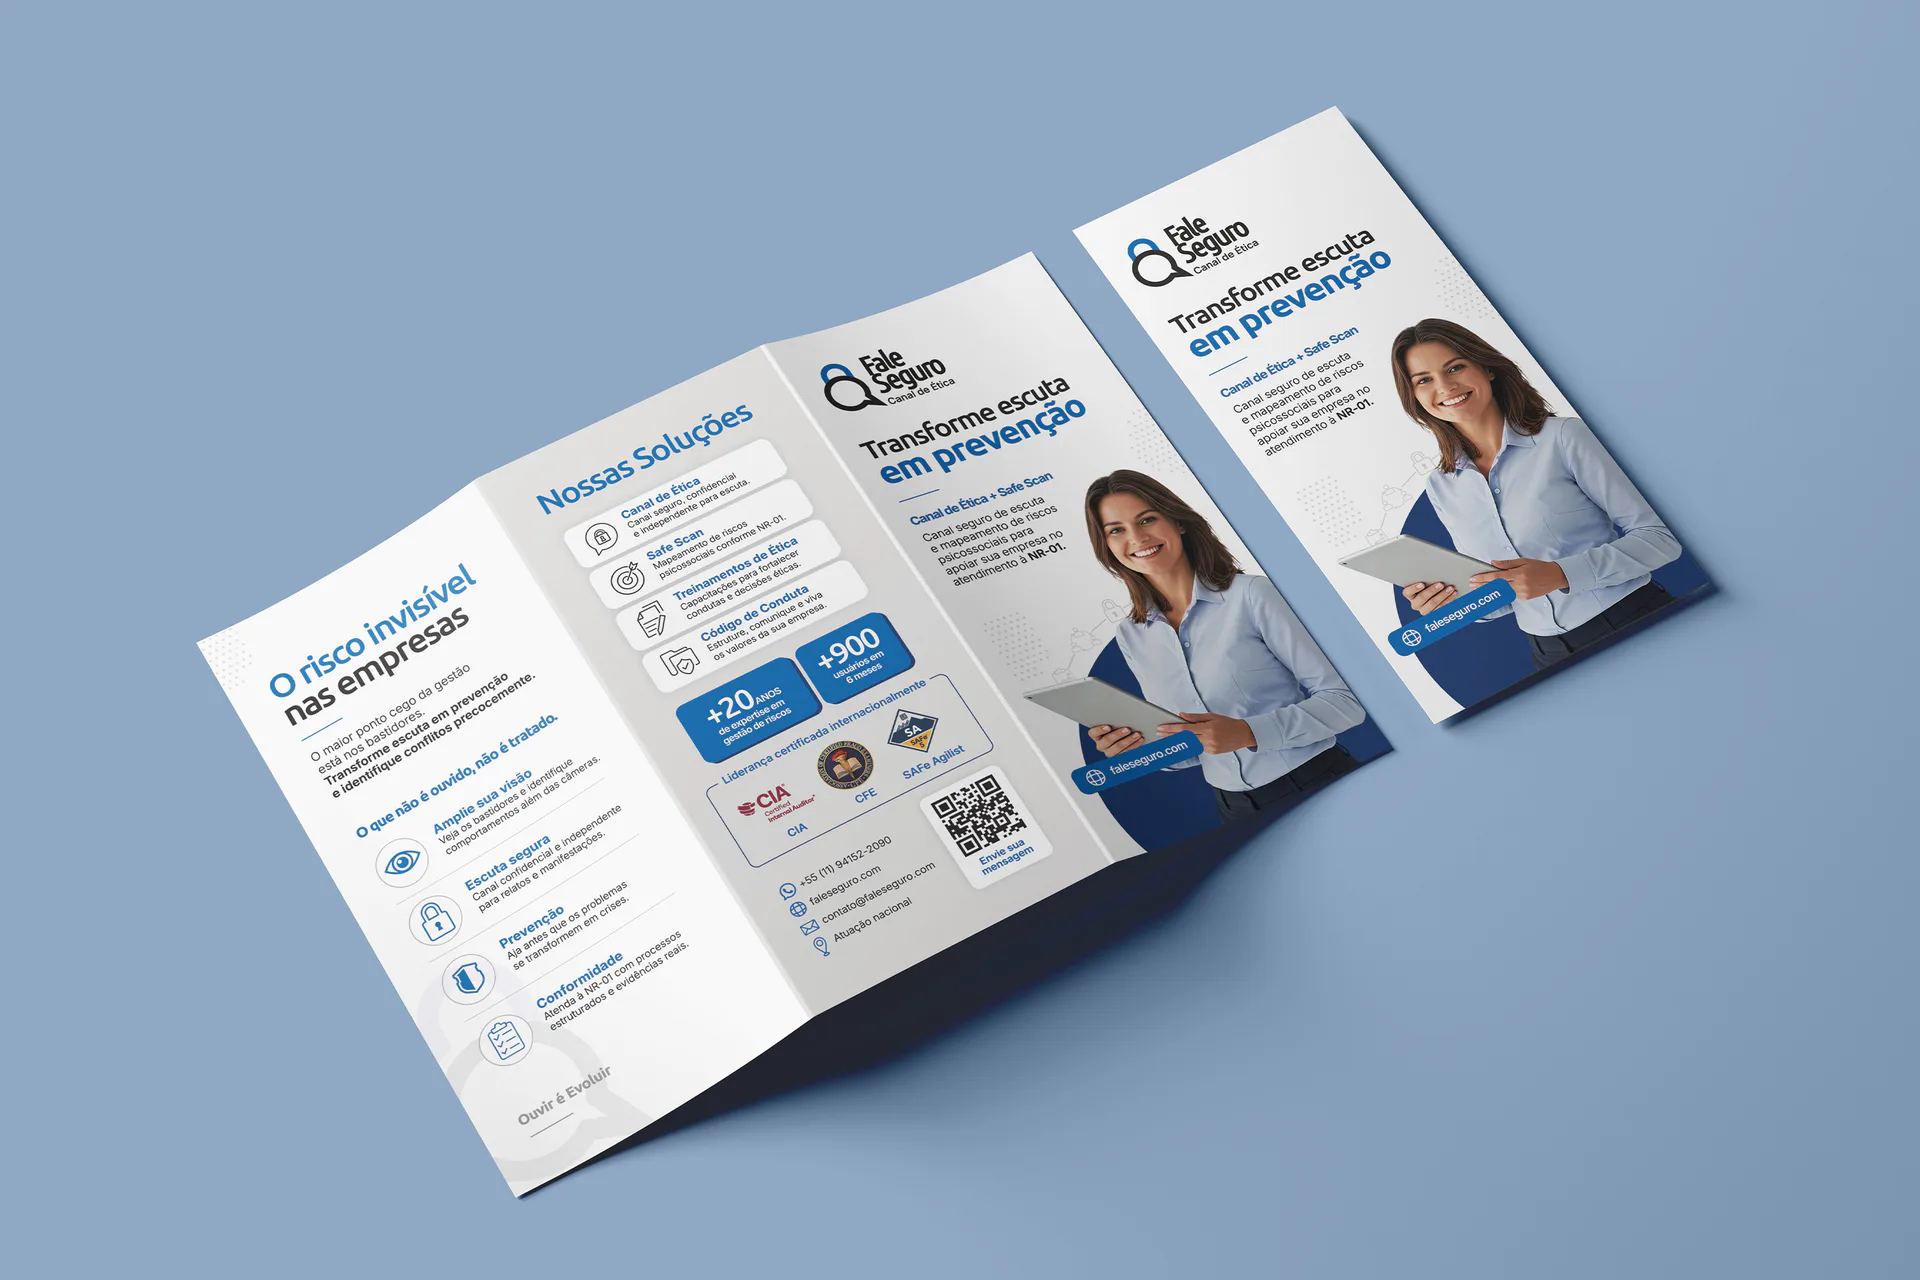 O risco invisível
nas empresas
O maior ponto cego da gestão
está nos bastidores.
Transforme escuta em prevenção
e identifique conflitos precocemente.
O que não é ouvido, não é tratado.
Amplie sua visão
Veja os bastidores e identifique
comportamentos além das câmeras.
Escuta segura
Canal confidencial e independente
para relatos e manifestações.
Prevenção
Aja antes que os problemas
se transformem em crises.
Conformidade
Atenda à NR-01 com processos
estruturados e evidências reais.
Ouvir é Evoluir
Nossas Soluções
Canal de Ética
Canal seguro, confidencial
e independente para escuta.
Safe Scan
Mapeamento de riscos
psicossociais conforme NR-01.
Treinamentos de Ética
Capacitações para fortalecer
condutas e decisões éticas.
Código de Conduta
Estruture, comunique e viva
os valores da sua empresa.
+20 ANOS
de expertise em
gestão de riscos
+900
usuários em
6 meses
Liderança certificada internacionalmente
CIA
Certified
Internal Auditor
CIA
CFE
SA
SAFe
5
SAFe Agilist
+55 (11) 94152-2090
faleseguro.com
contato@faleseguro.com
Atuação nacional
Envie sua
mensagem
Fale
Seguro
Canal de Ética
Transforme escuta
em prevenção
Canal de Ética + Safe Scan
Canal seguro de escuta
e mapeamento de riscos
psicossociais para
apoiar sua empresa no
atendimento à NR-01.
faleseguro.com
Fale
Seguro
Canal de Ética
Transforme escuta
em prevenção
Canal de Ética + Safe Scan
Canal seguro de escuta
e mapeamento de riscos
psicossociais para
apoiar sua empresa no
atendimento à NR-01.
faleseguro.com